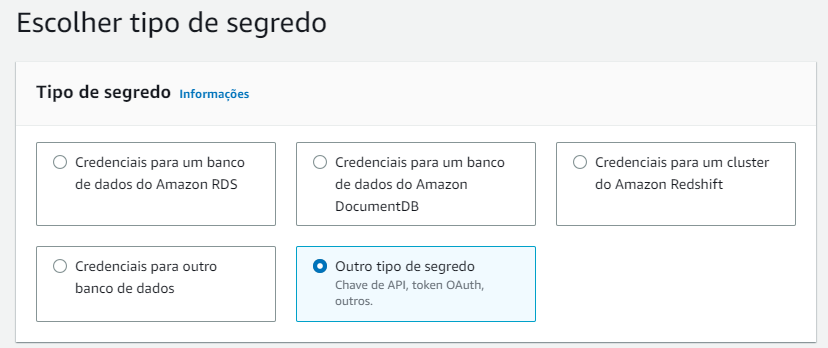 Escolher tipo de segredo
Tipo de segredo Informações
Credenciais para um banco
de dados do Amazon RDS
Credenciais para um banco
de dados do Amazon
DocumentDB
Credenciais para um cluster
do Amazon Redshift
Credenciais para outro
banco de dados
Outro tipo de segredo
Chave de API, token OAuth,
outros.